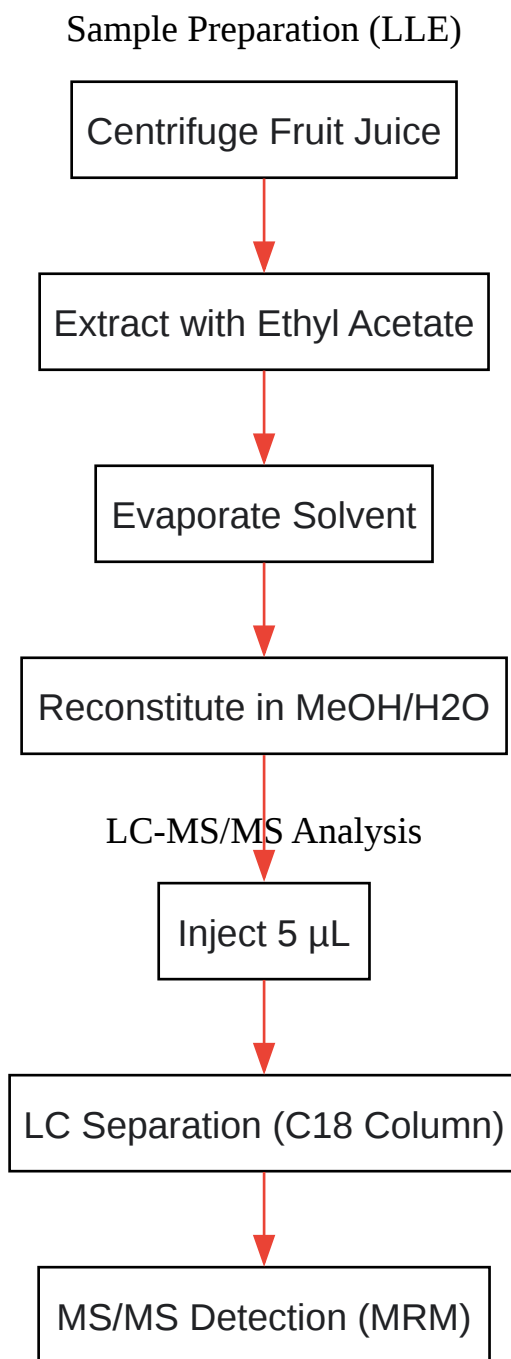 Sample Preparation (LLE)
Centrifuge Fruit Juice
Extract with Ethyl Acetate
Evaporate Solvent
Reconstitute in MeOH/H2O
LC-MS/MS Analysis
Inject 5 µL
LC Separation (C18 Column)
MS/MS Detection (MRM)